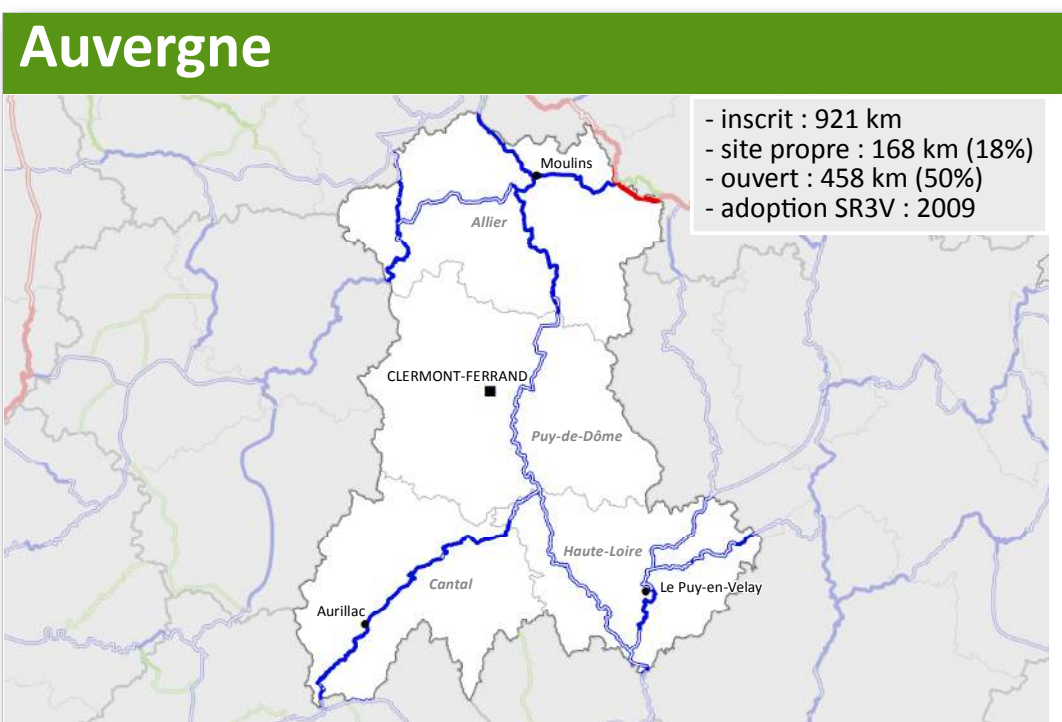 Auvergne
- inscrit : 921 km
- site propre : 168 km (18%)
- ouvert : 458 km (50%)
- adoption SR3V : 2009
Moulins
Allier
CLERMONT-FERRAND
Puy-de-Dôme
Haute-Loire
Cantal
Le Puy-en-Velay
Aurillac